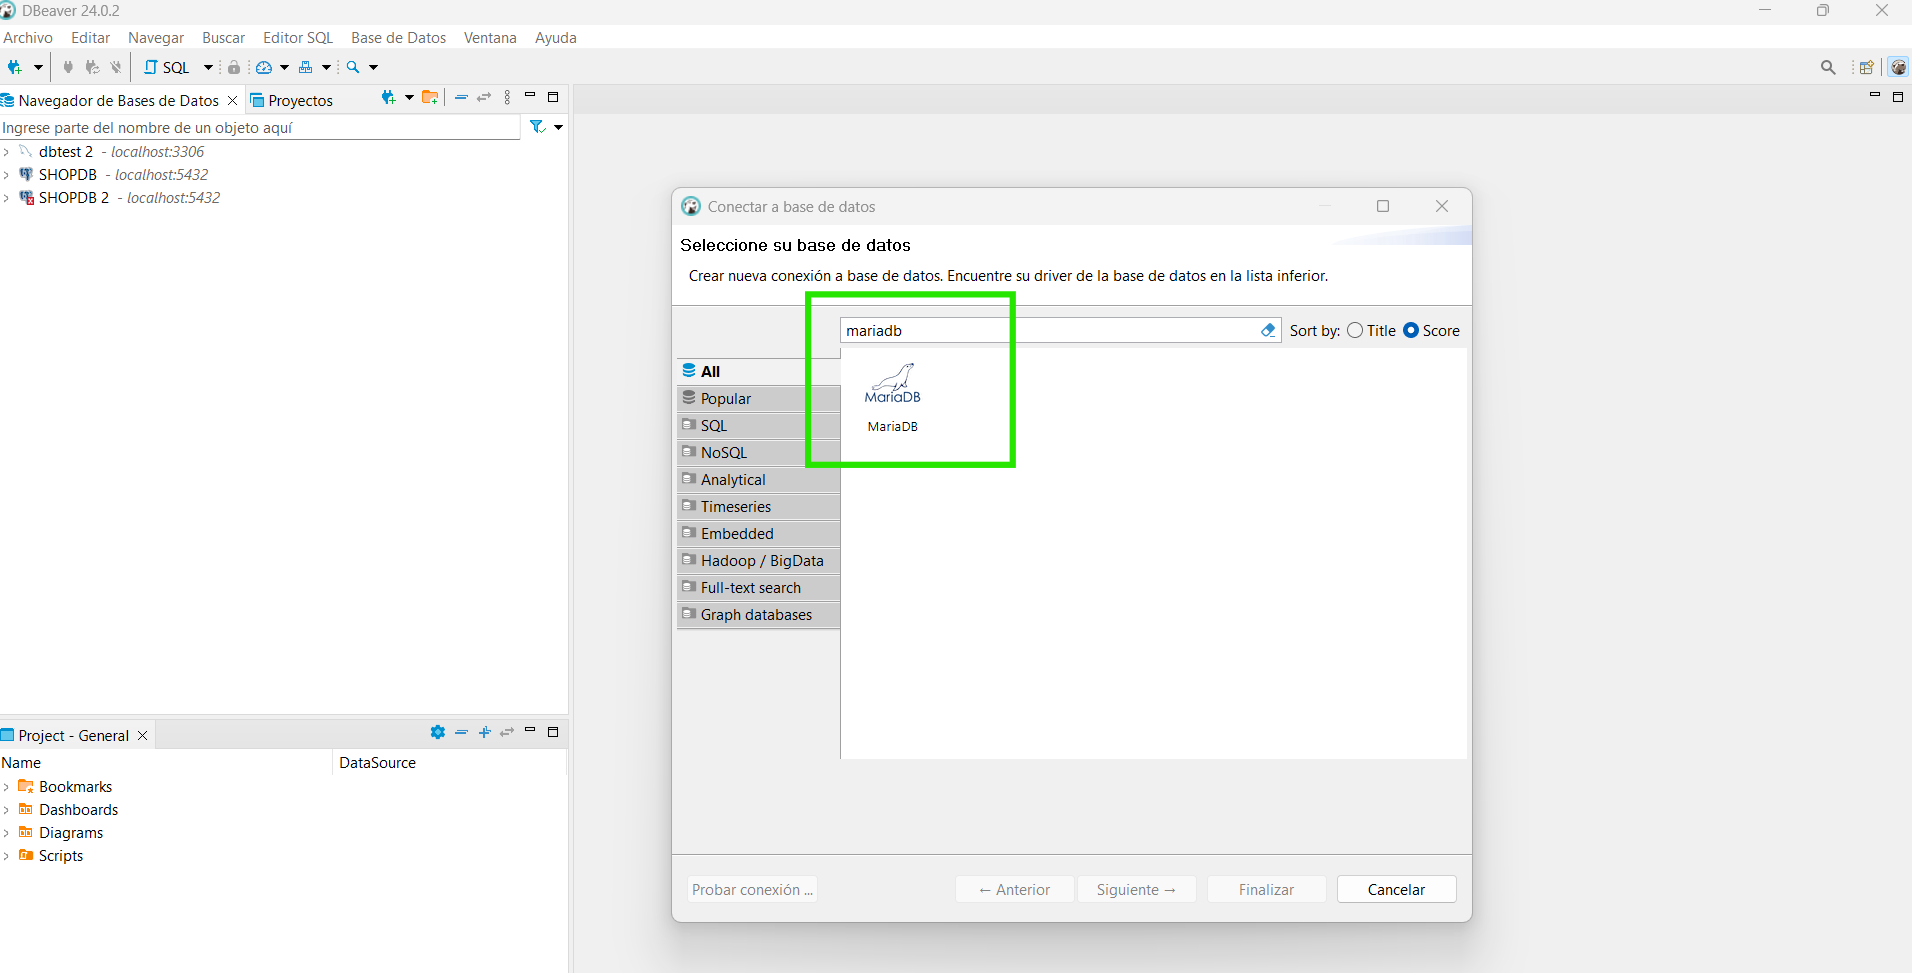 DBeaver 24.0.2
Archivo Editar Navegar Buscar Editor SQL Base de Datos Ventana Ayuda
SQL
Navegador de Bases de Datos Proyectos
Ingrese parte del nombre de un objeto aquí
dbtest 2 - localhost:3306
SHOPDB - localhost:5432
SHOPDB 2 - localhost:5432
Conectar a base de datos
Seleccione su base de datos
Crear nueva conexión a base de datos. Encuentre su driver de la base de datos en la lista inferior.
mariadb Sort by: Title Score
All
Popular
SQL
NoSQL
Analytical
Timeseries
Embedded
Hadoop / BigData
Full-text search
Graph databases
MariaDB
MariaDB
Probar conexión ... ← Anterior Siguiente → Finalizar Cancelar
Project - General
Name DataSource
Bookmarks
Dashboards
Diagrams
Scripts